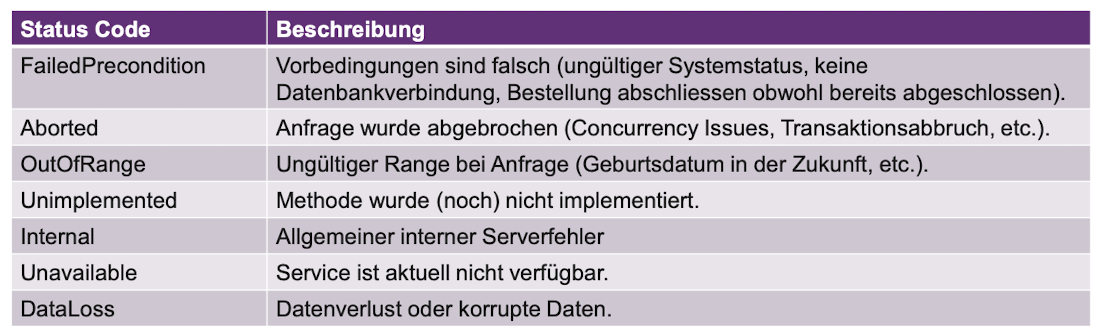 Status Code Beschreibung
FailedPrecondition Vorbedingungen sind falsch (ungültiger Systemstatus, keine
Datenbankverbindung, Bestellung abschliessen obwohl bereits abgeschlossen).
Aborted Anfrage wurde abgebrochen (Concurrency Issues, Transaktionsabbruch, etc.).
OutOfRange Ungültiger Range bei Anfrage (Geburtsdatum in der Zukunft, etc.).
Unimplemented Methode wurde (noch) nicht implementiert.
Internal Allgemeiner interner Serverfehler
Unavailable Service ist aktuell nicht verfügbar.
DataLoss Datenverlust oder korrupte Daten.